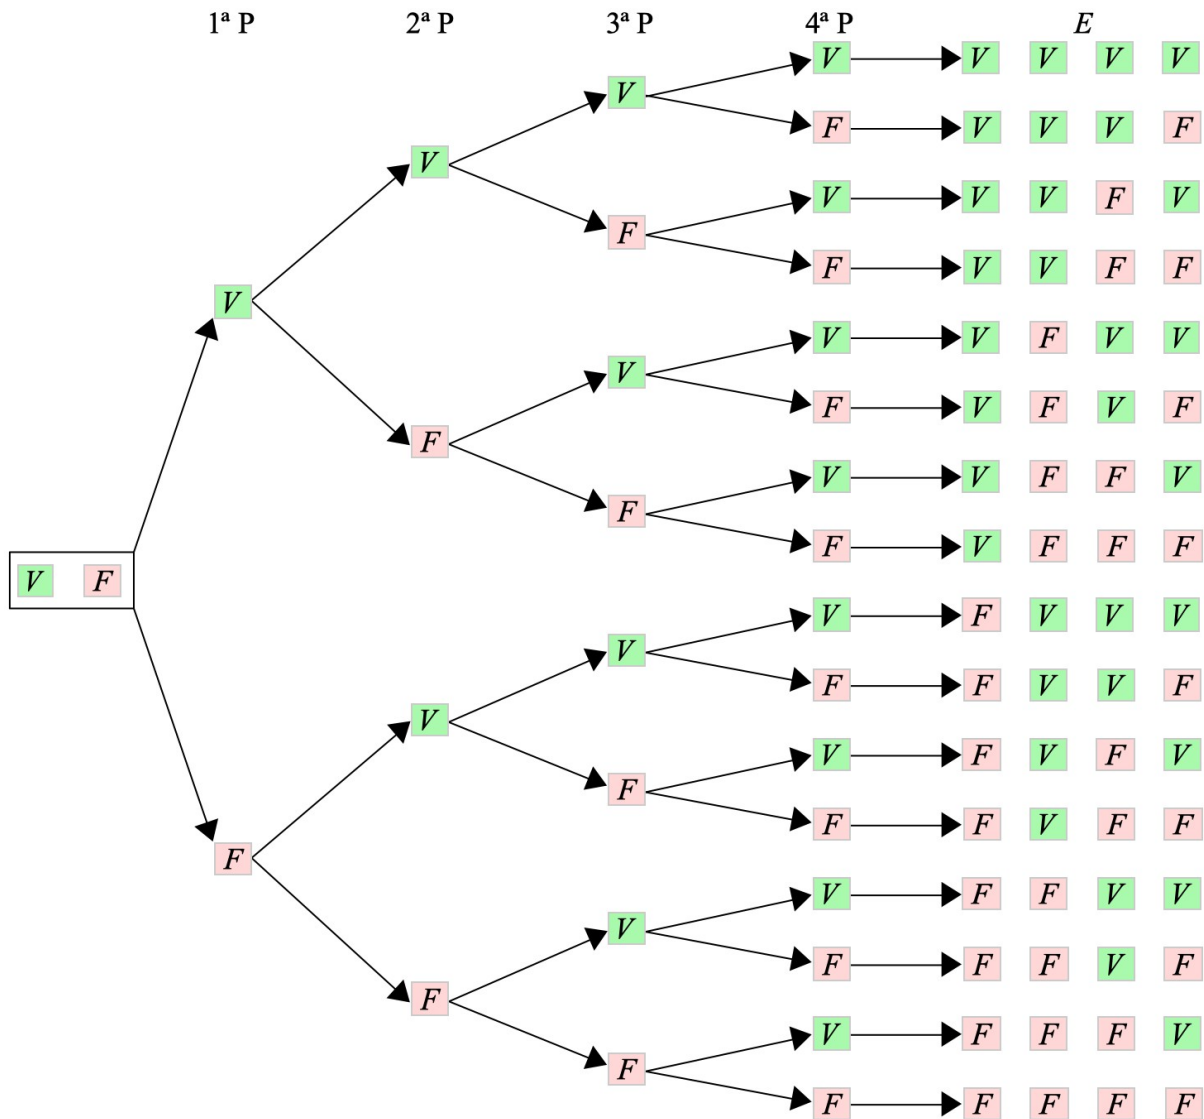 1ª P 2ª P 3ª P 4ª P E
V V V V V
V
F V V V F
V
V V V F V
F
F V V F F
V
V V F V V
V
F V F V F
F
V V F F V
F
F V F F F
V F
V F V V V
V
F F V V F
V
V F V F V
F
F F V F F
F
V F F V V
V
F F F V F
F
V F F F V
F
F F F F F